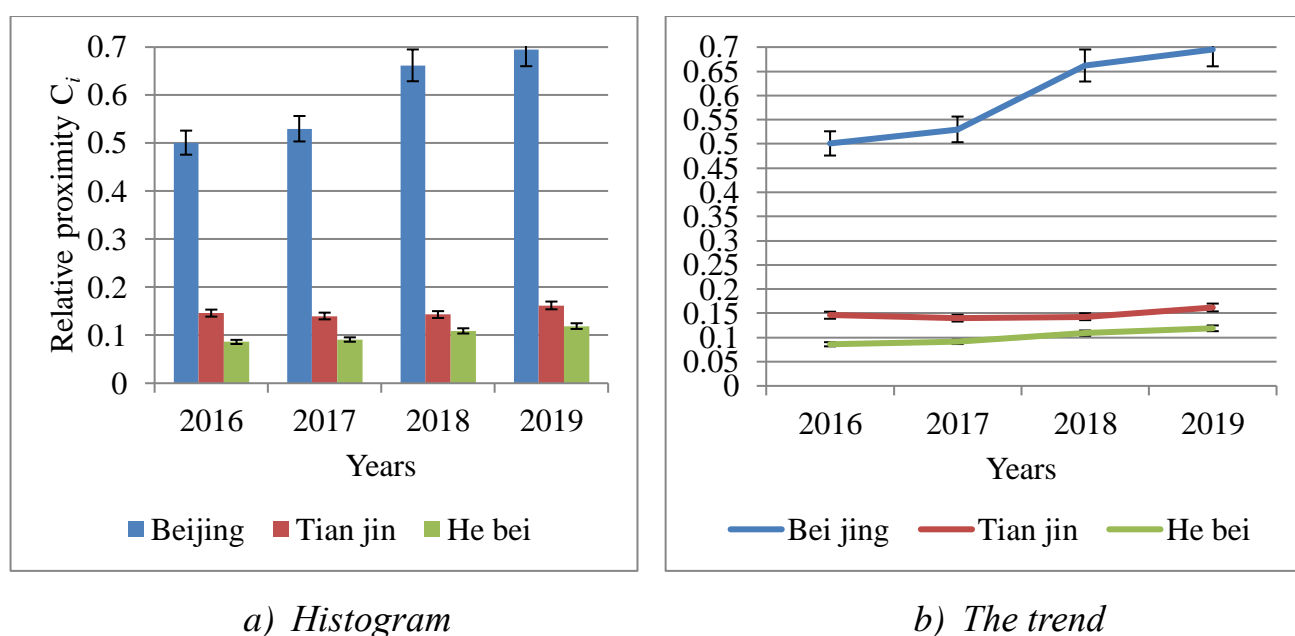 0.7
0.6
0.5
0.4
0.3
0.2
0.1
0
Relative proximity Ci
2016 2017 2018 2019
Years
Beijing Tian jin He bei
a) Histogram
0.7
0.65
0.6
0.55
0.5
0.45
0.4
0.35
0.3
0.25
0.2
0.15
0.1
0.05
0
2016 2017 2018 2019
Years
Bei jing Tian jin He bei
b) The trend